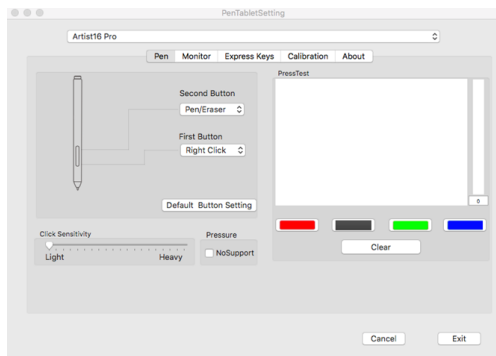 PenTabletSetting
Artist16 Pro
Pen Monitor Express Keys Calibration About
PressTest
Second Button
Pen/Eraser
First Button
Right Click
Default Button Setting
0
Click Sensitivity
Light Heavy
Pressure
NoSupport
Clear
Cancel Exit